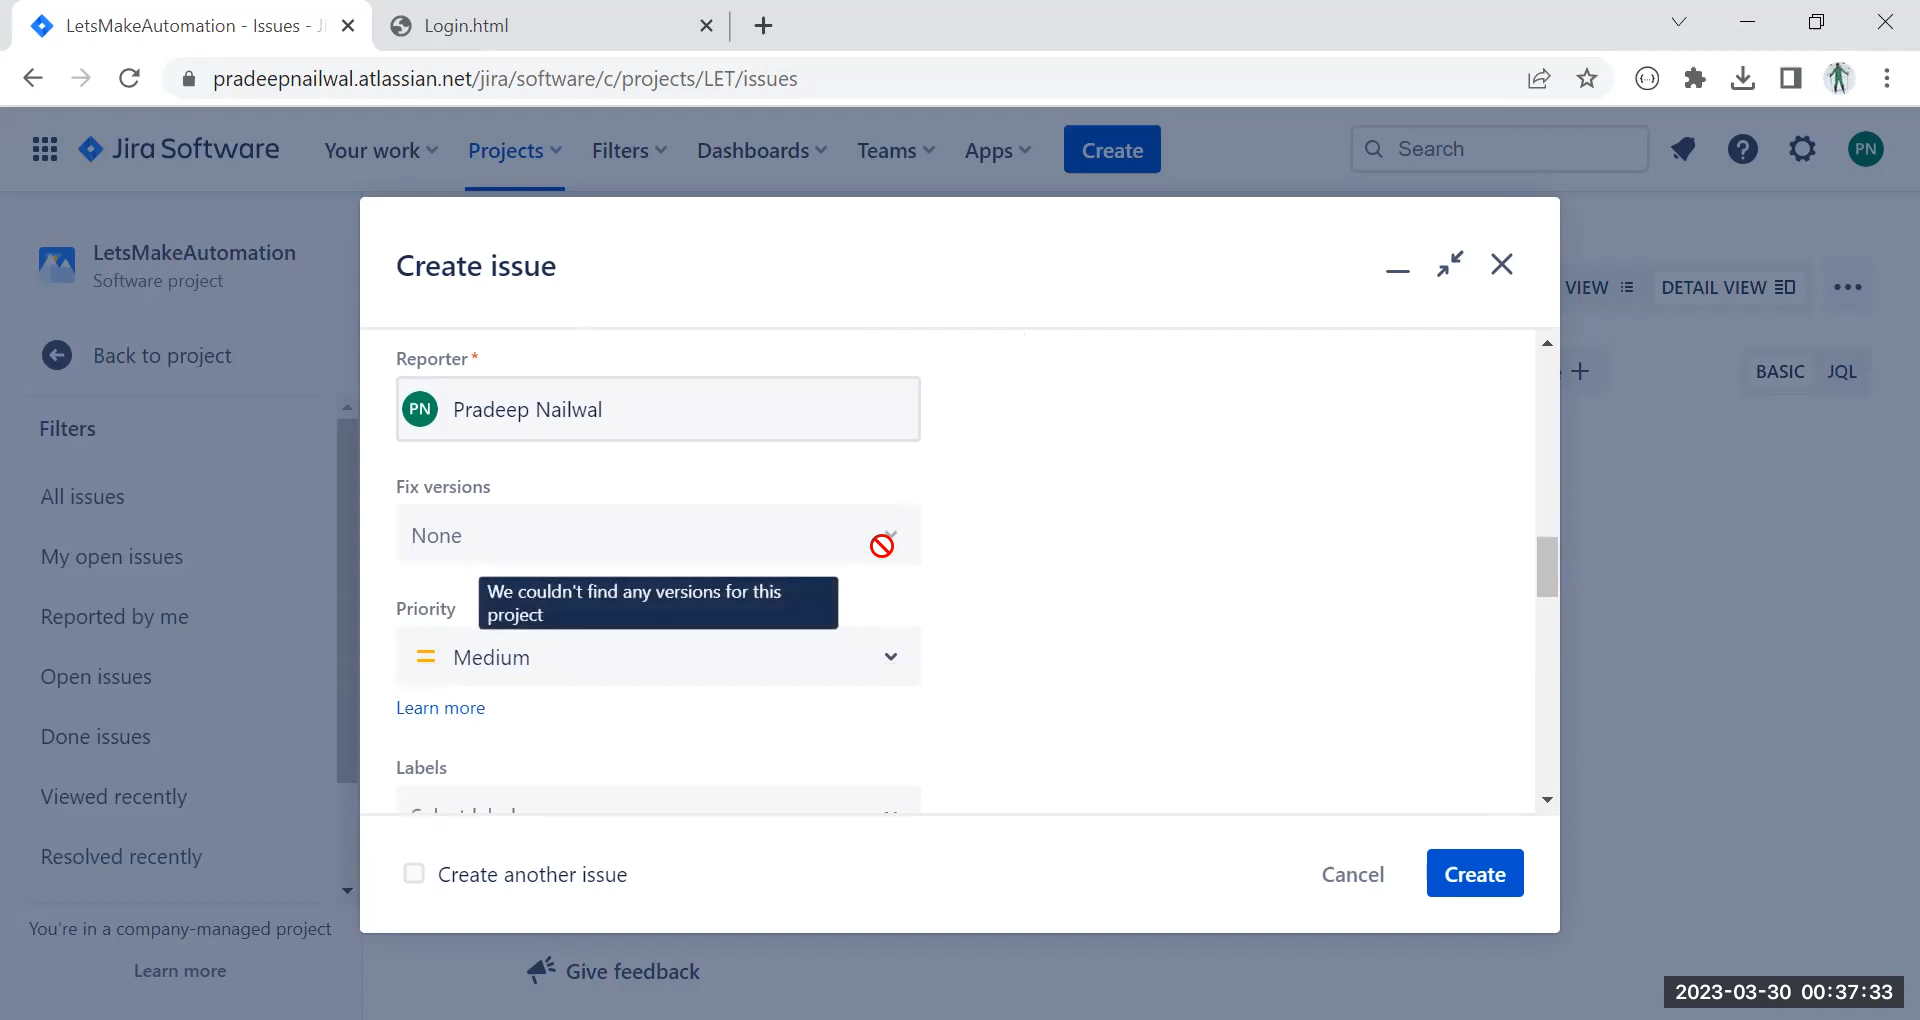 LetsMakeAutomation - Issues - Ji
Login.html
pradeepnailwal.atlassian.net/jira/software/c/projects/LET/issues
Jira Software
Your work
Projects
Filters
Dashboards
Teams
Apps
Create
Search
PN
LetsMakeAutomation
Software project
Back to project
Filters
All issues
My open issues
Reported by me
Open issues
Done issues
Viewed recently
Resolved recently
You're in a company-managed project
Learn more
VIEW
DETAIL VIEW
BASIC
JQL
Create issue
Reporter *
PN
Pradeep Nailwal
Fix versions
None
We couldn't find any versions for this
project
Priority
Medium
Learn more
Labels
Create another issue
Cancel
Create
Give feedback
2023-03-30 00:37:33